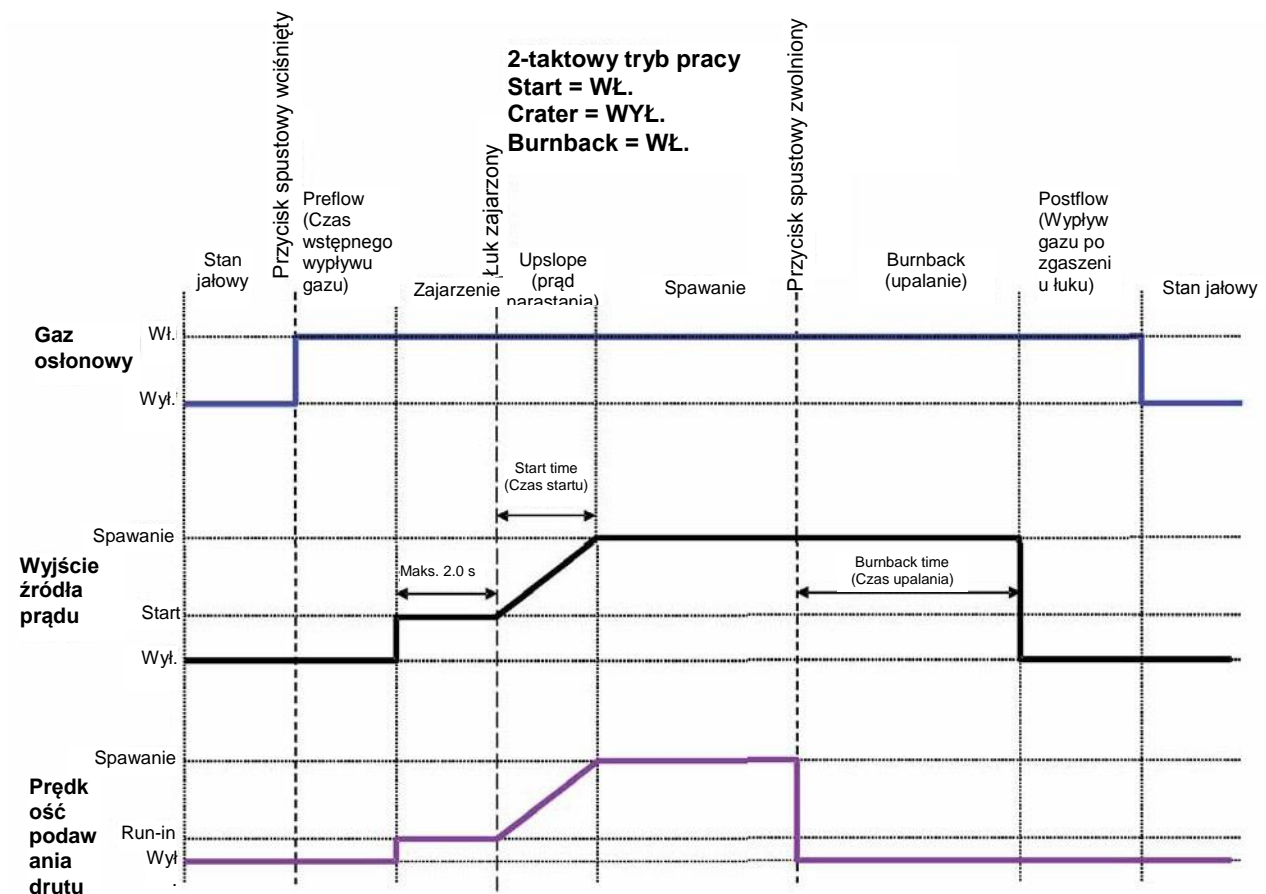 2-taktowy tryb pracy
Start = WŁ.
Crater = WYŁ.
Burnback = WŁ.
Stan
jałowy
Przycisk spustowy wciśnięty
Preflow
(Czas
wstępnego
wypływu
gazu)
Zajarzenie
Łuk zajarzony
Upslope
(prąd
narastania)
Spawanie
Przycisk spustowy zwolniony
Burnback
(upalanie)
Postflow
(Wypływ
gazu po
zgaszeni
u łuku)
Stan jałowy
Gaz
osłonowy
Wł.
Wył.
Start time
(Czas startu)
Wyjście
źródła
prądu
Spawanie
Start
Wył.
Maks. 2.0 s
Burnback time
(Czas upalania)
Prędk
ość
podaw
ania
drutu
Spawanie
Run-in
Wył
.